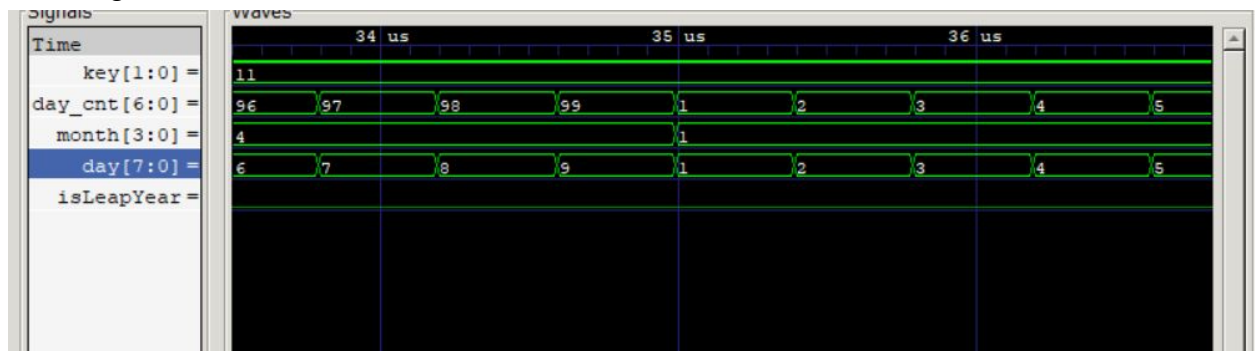 Signals Waves
Time 34 us 35 us 36 us
key[1:0] = 11
day_cnt[6:0] = 96 97 98 99 1 2 3 4 5
month[3:0] = 4 1
day[7:0] = 6 7 8 9 1 2 3 4 5
isLeapYear =